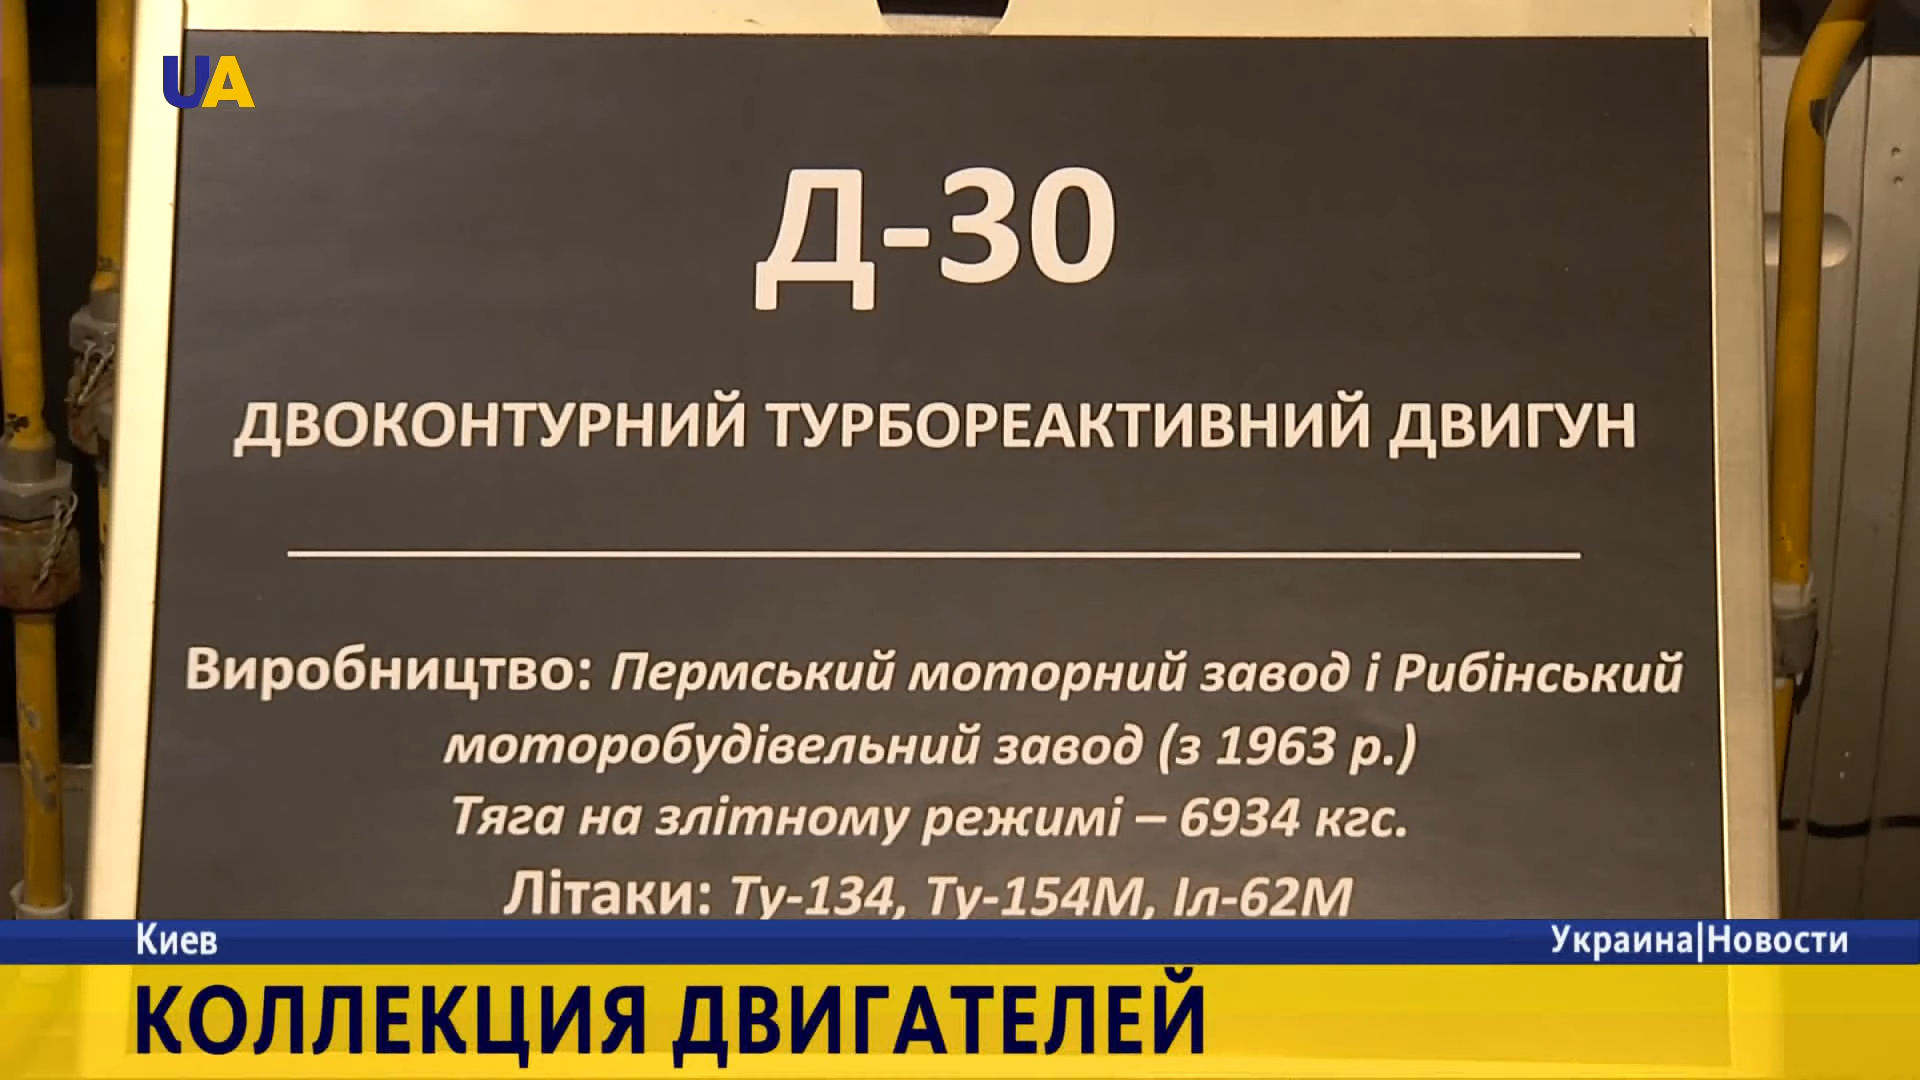 UA
Д-30
ДВОКОНТУРНИЙ ТУРБОРЕАКТИВНИЙ ДВИГУН
Виробництво: Пермський моторний завод і Рибінський
моторобудівельний завод (з 1963 р.)
Тяга на злітному режимі – 6934 кгс.
Літаки: Ту-134, Ту-154М, Іл-62М
Киев
Украина|Новости
КОЛЛЕКЦИЯ ДВИГАТЕЛЕЙ